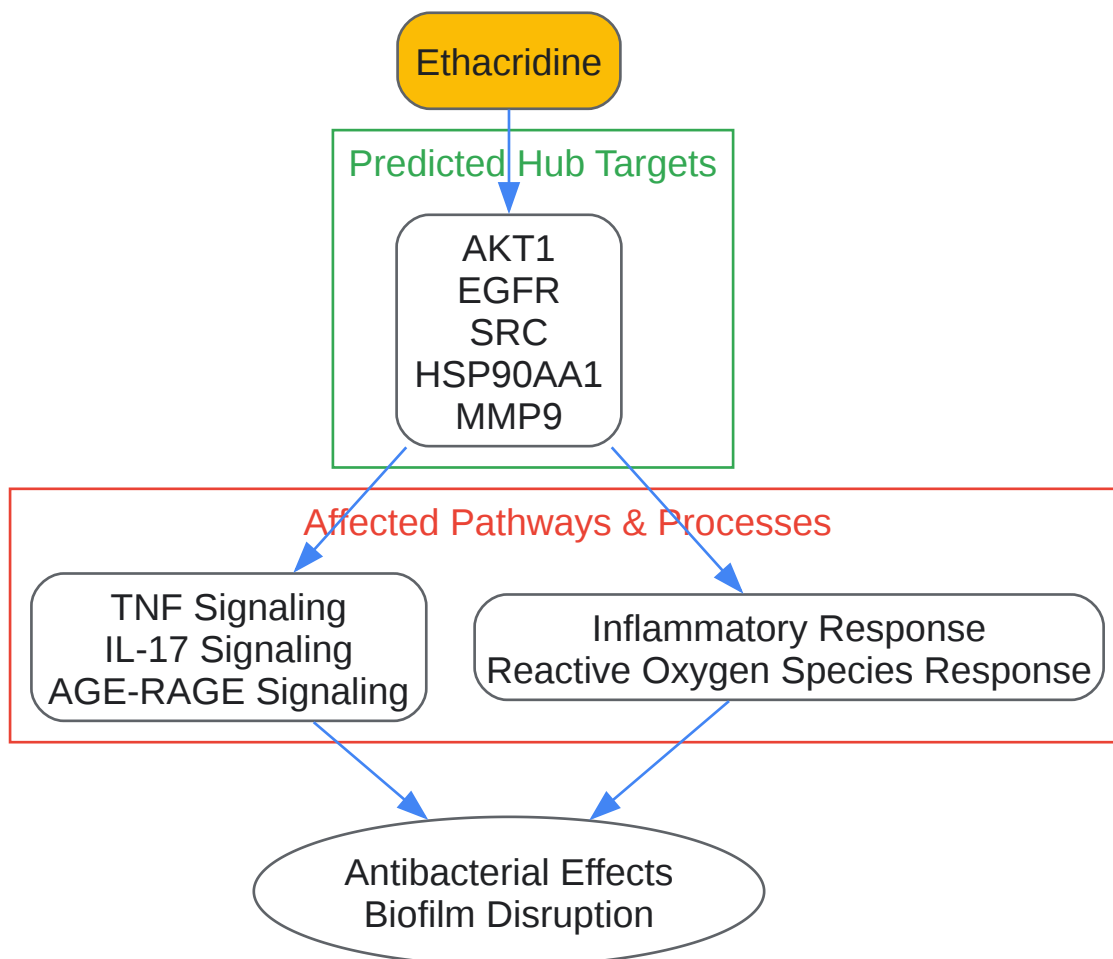 Ethacridine
Predicted Hub Targets
AKT1
EGFR
SRC
HSP90AA1
MMP9
Affected Pathways & Processes
TNF Signaling
IL-17 Signaling
AGE-RAGE Signaling
Inflammatory Response
Reactive Oxygen Species Response
Antibacterial Effects
Biofilm Disruption